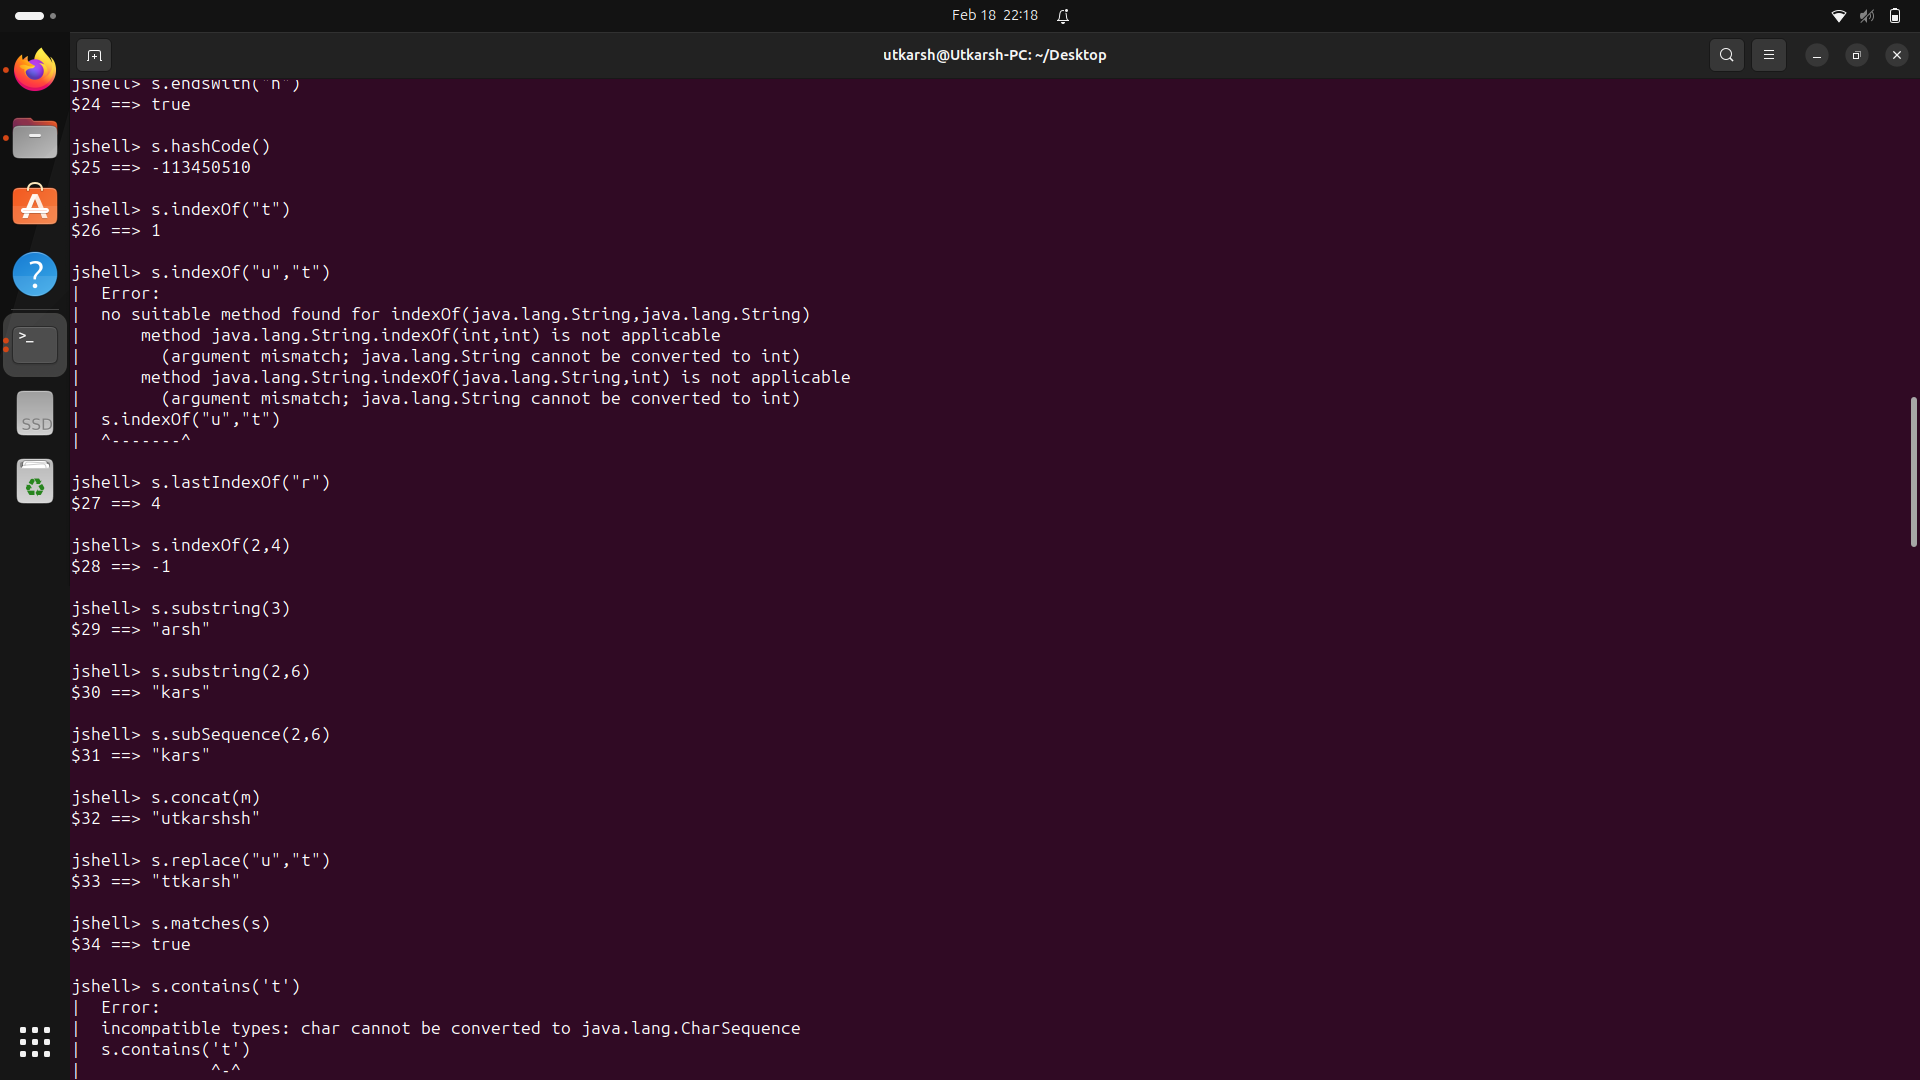 Feb 18 22:18
utkarsh@Utkarsh-PC: ~/Desktop
jshell> s.endsWith("h")
$24 ==> true
jshell> s.hashCode()
$25 ==> -113450510
jshell> s.indexOf("t")
$26 ==> 1
jshell> s.indexOf("u","t")
|  Error:
|  no suitable method found for indexOf(java.lang.String,java.lang.String)
|      method java.lang.String.indexOf(int,int) is not applicable
|        (argument mismatch; java.lang.String cannot be converted to int)
|      method java.lang.String.indexOf(java.lang.String,int) is not applicable
|        (argument mismatch; java.lang.String cannot be converted to int)
|  s.indexOf("u","t")
|  ^-------^
jshell> s.lastIndexOf("r")
$27 ==> 4
jshell> s.indexOf(2,4)
$28 ==> -1
jshell> s.substring(3)
$29 ==> "arsh"
jshell> s.substring(2,6)
$30 ==> "kars"
jshell> s.subSequence(2,6)
$31 ==> "kars"
jshell> s.concat(m)
$32 ==> "utkarshsh"
jshell> s.replace("u","t")
$33 ==> "ttkarsh"
jshell> s.matches(s)
$34 ==> true
jshell> s.contains('t')
|  Error:
|  incompatible types: char cannot be converted to java.lang.CharSequence
|  s.contains('t')
|             ^-^
SSD